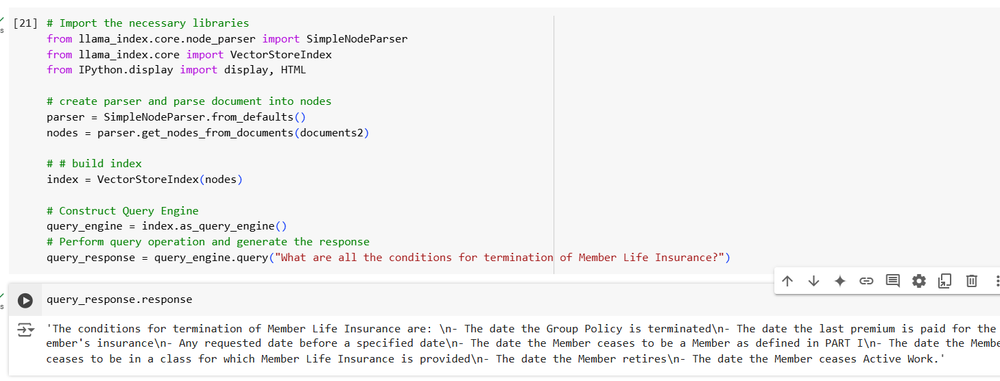 [21] # Import the necessary libraries
from llama_index.core.node_parser import SimpleNodeParser
from llama_index.core import VectorStoreIndex
from IPython.display import display, HTML
# create parser and parse document into nodes
parser = SimpleNodeParser.from_defaults()
nodes = parser.get_nodes_from_documents(documents2)
# # build index
index = VectorStoreIndex(nodes)
# Construct Query Engine
query_engine = index.as_query_engine()
# Perform query operation and generate the response
query_response = query_engine.query("What are all the conditions for termination of Member Life Insurance?")
query_response.response
'The conditions for termination of Member Life Insurance are: \n- The date the Group Policy is terminated\n- The date the last premium is paid for the
ember's insurance\n- Any requested date before a specified date\n- The date the Member ceases to be a Member as defined in PART I\n- The date the Membe
ceases to be in a class for which Member Life Insurance is provided\n- The date the Member retires\n- The date the Member ceases Active Work.'